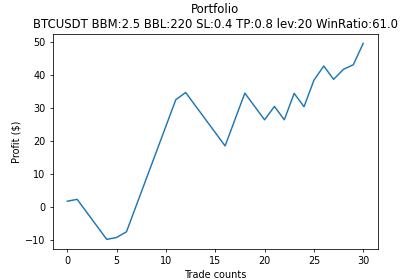 Portfolio
BTCUSDT BBM:2.5 BBL:220 SL:0.4 TP:0.8 lev:20 WinRatio:61.0
50
40
30
20
10
0
−10
Profit ($)
0 5 10 15 20 25 30
Trade counts